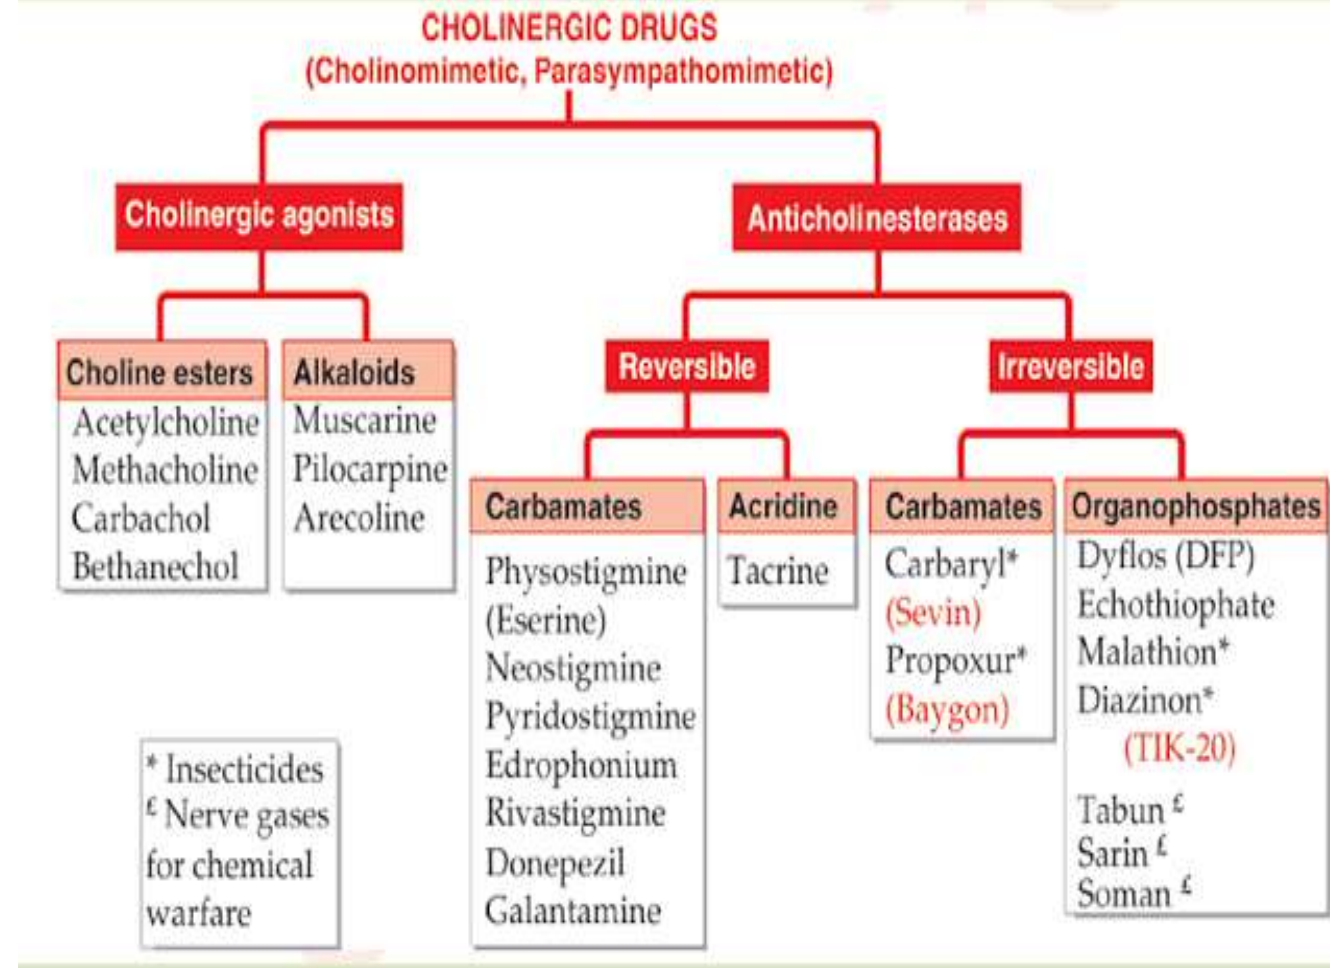 CHOLINERGIC DRUGS
(Cholinomimetic, Parasympathomimetic)
Cholinergic agonists
Anticholinesterases
Choline esters
Acetylcholine
Methacholine
Carbachol
Bethanechol
Alkaloids
Muscarine
Pilocarpine
Arecoline
Reversible
Irreversible
Carbamates
Physostigmine
(Eserine)
Neostigmine
Pyridostigmine
Edrophonium
Rivastigmine
Donepezil
Galantamine
Acridine
Tacrine
Carbamates
Carbaryl*
(Sevin)
Propoxur*
(Baygon)
Organophosphates
Dyflos (DFP)
Echothiophate
Malathion*
Diazinon*
(TIK-20)
Tabun £
Sarin £
Soman £
* Insecticides
£ Nerve gases
for chemical
warfare